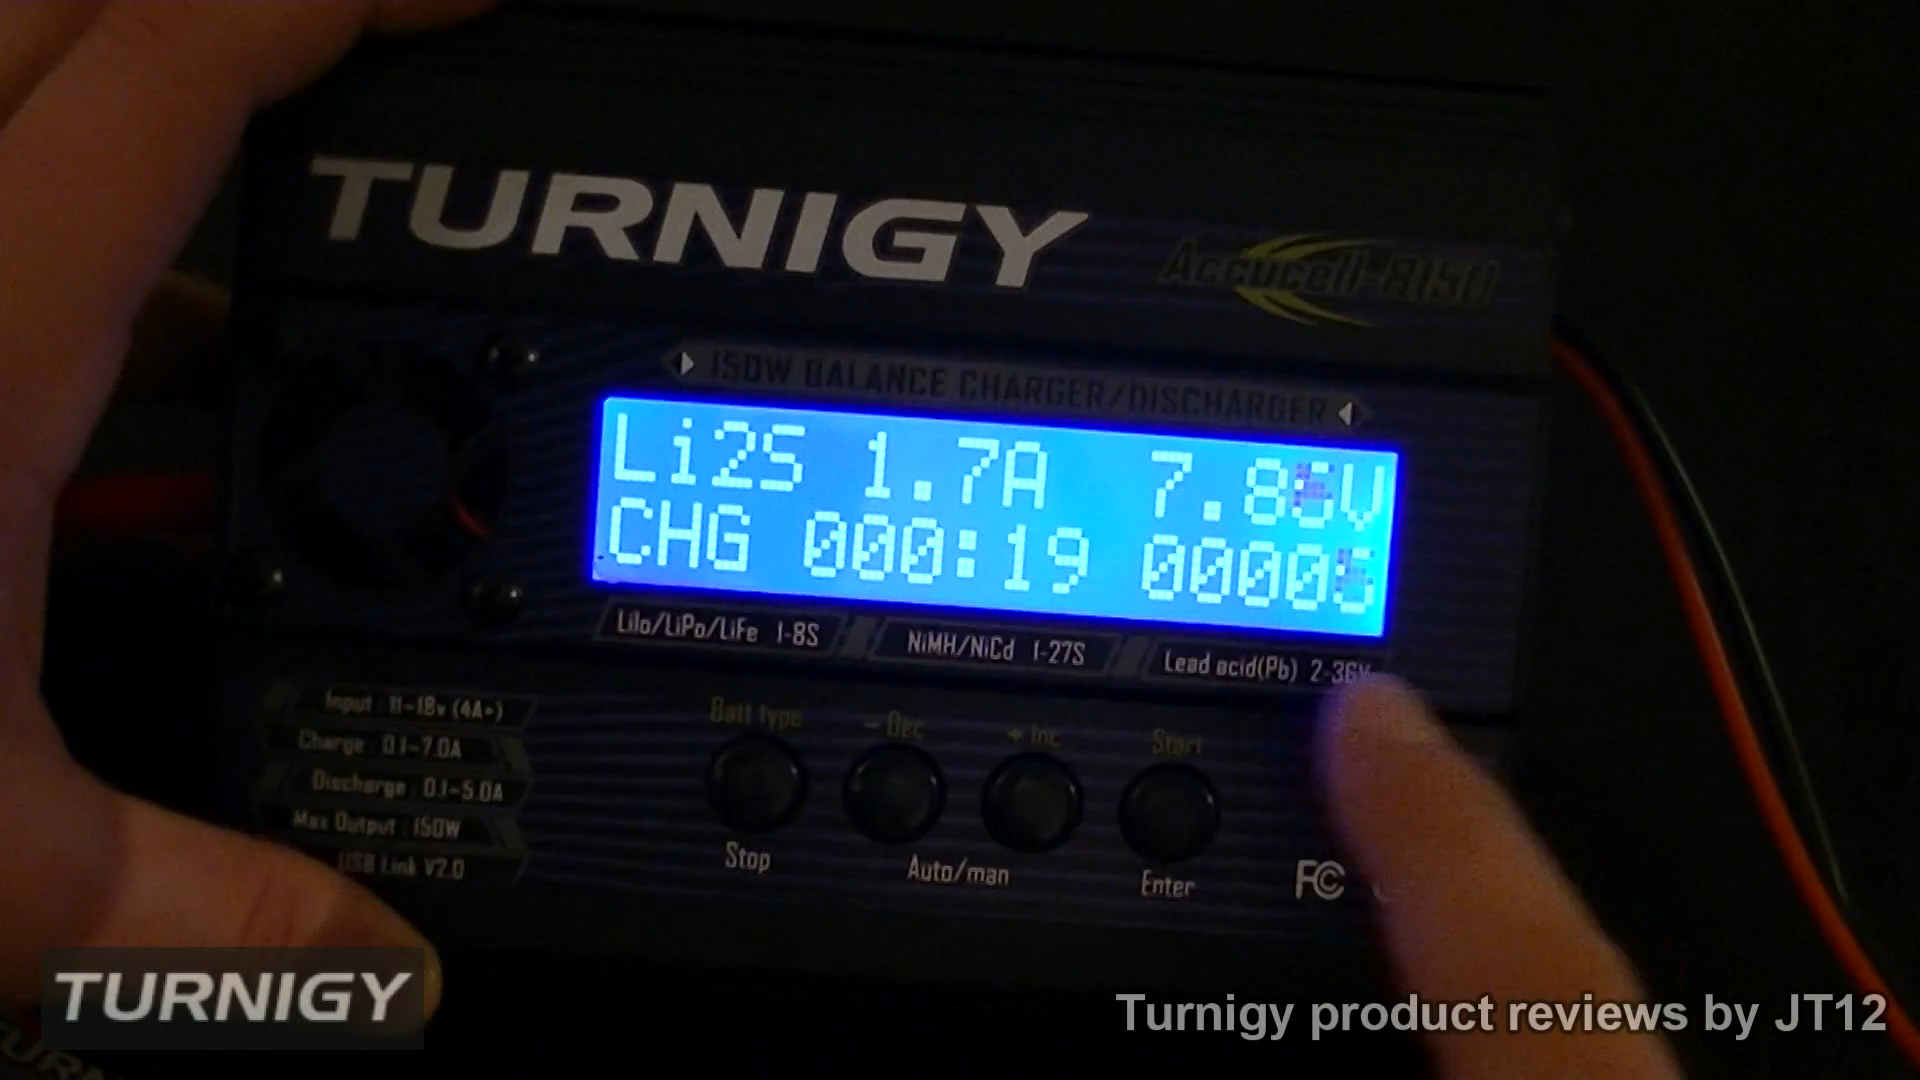 TURNIGY
Accucell-8150
150W BALANCE CHARGER/DISCHARGER
Li2S 1.7A 7.8 V
CHG 000:19 0000
LiIo/LiPo/LiFe 1-8S
NiMH/NiCd 1-27S
Lead acid(Pb) 2-36V
Input : 11-18v (4A>)
Charge : 0.1-7.0A
Discharge : 0.1-5.0A
Max Output : 150W
USB Link V2.0
Batt type
- Dec
+ Inc
Start
Stop
Auto/man
Enter
FC
TURNIGY
Turnigy product reviews by JT12